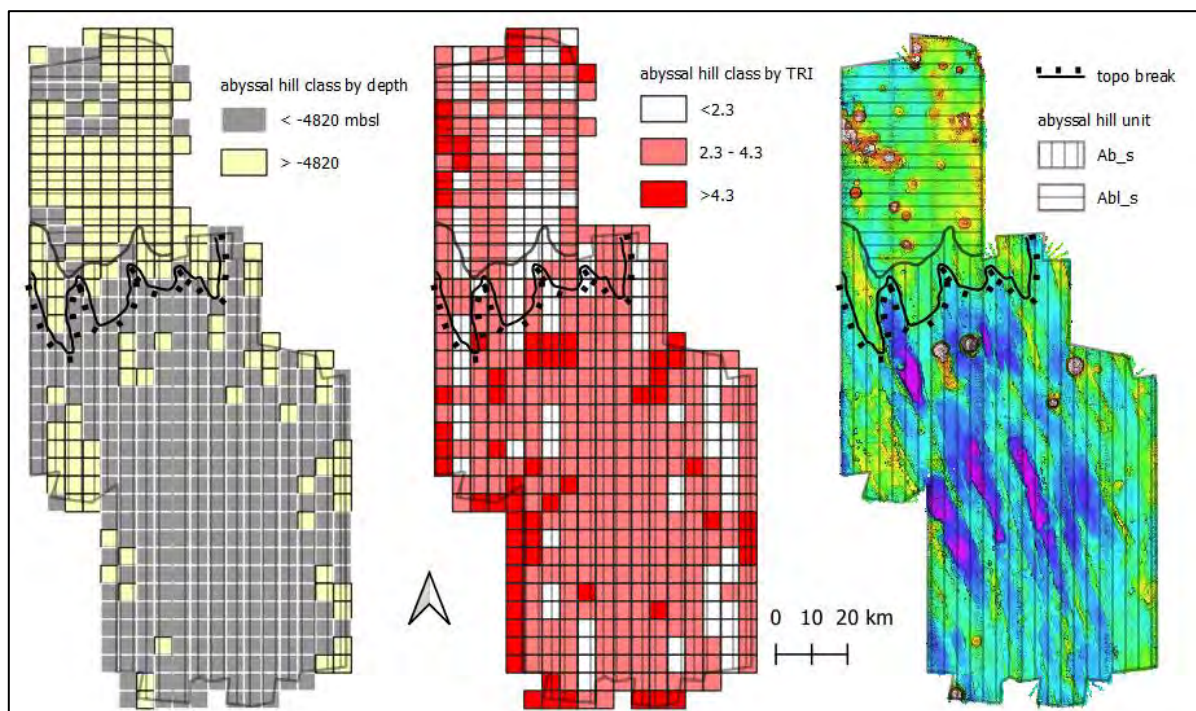 abyssal hill class by depth
< -4820 mbsl
> -4820
abyssal hill class by TRI
<2.3
2.3 - 4.3
>4.3
topo break
abyssal hill unit
Ab_s
Abl_s
0 10 20 km